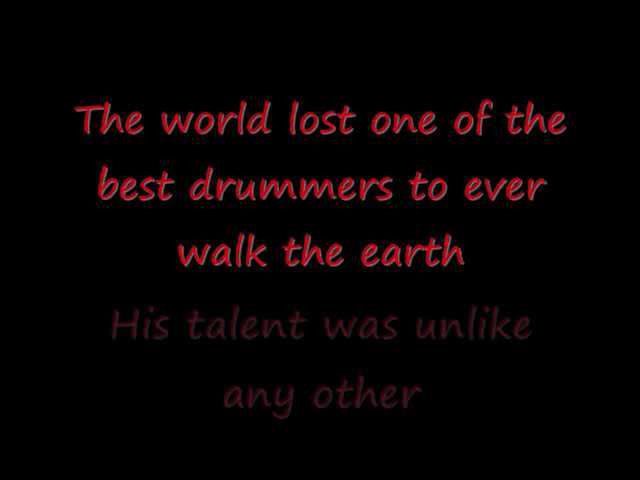 The world lost one of the
best drummers to ever
walk the earth
His talent was unlike
any other